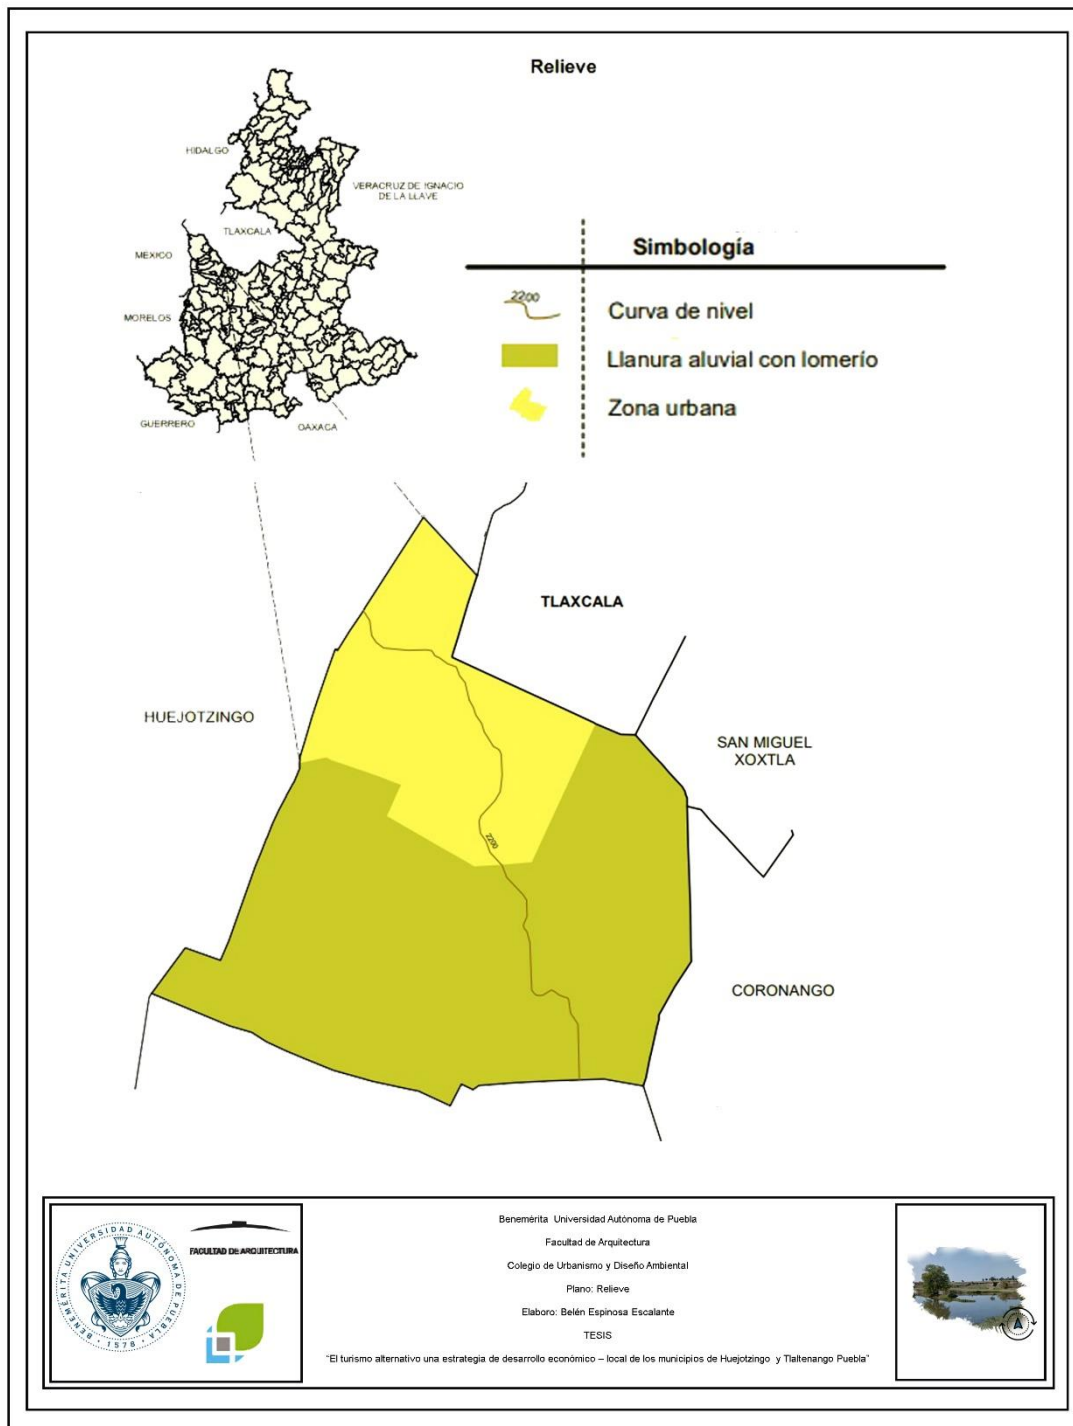 Relieve
HIDALGO
VERACRUZ DE IGNACIO
DE LA LLAVE
TLAXCALA
MEXICO
MORELOS
GUERRERO
OAXACA
Simbología
2200
Curva de nivel
Llanura aluvial con lomerío
Zona urbana
TLAXCALA
HUEJOTZINGO
SAN MIGUEL
XOXTLA
2200
CORONANGO
BENEMÉRITA UNIVERSIDAD AUTÓNOMA DE PUEBLA
1578
FACULTAD DE ARQUITECTURA
Benemérita Universidad Autónoma de Puebla
Facultad de Arquitectura
Colegio de Urbanismo y Diseño Ambiental
Plano: Relieve
Elaboro: Belén Espinosa Escalante
TESIS
“El turismo alternativo una estrategia de desarrollo económico – local de los municipios de Huejotzingo y Tlaltenango Puebla”